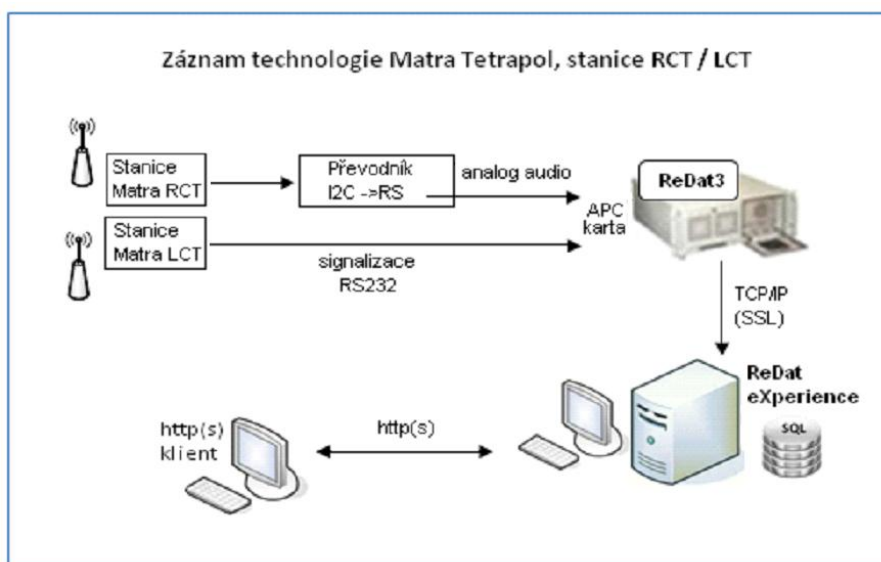 Záznam technologie Matra Tetrapol, stanice RCT / LCT
Stanice
Matra RCT
Převodník
I2C ->RS
analog audio
ReDat3
APC
karta
Stanice
Matra LCT
signalizace
RS232
TCP/IP
(SSL)
ReDat
eXperience
SQL
http(s)
klient
http(s)